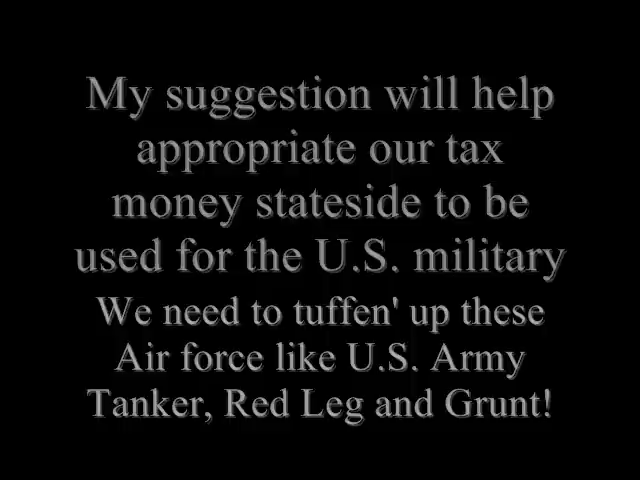 My suggestion will help
appropriate our tax
money stateside to be
used for the U.S. military
We need to tuffen' up these
Air force like U.S. Army
Tanker, Red Leg and Grunt!